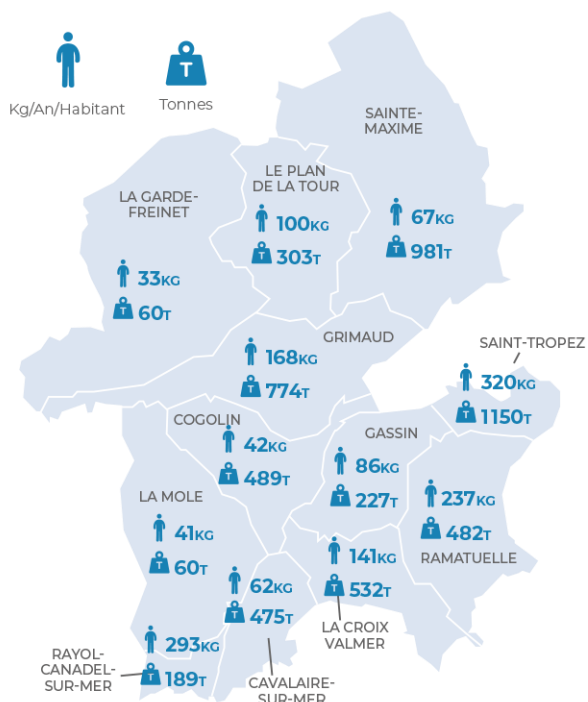 T
Kg/An/Habitant
Tonnes
SAINTE-
MAXIME
67KG
T 981T
LE PLAN
DE LA TOUR
100KG
T 303T
LA GARDE-
FREINET
33KG
T 60T
GRIMAUD
168KG
T 774T
SAINT-TROPEZ
320KG
T 1150T
COGOLIN
42KG
T 489T
GASSIN
86KG
T 227T
237KG
T 482T
RAMATUELLE
LA MOLE
41KG
T 60T
141KG
T 532T
LA CROIX
VALMER
62KG
T 475T
CAVALAIRE-
SUR-MER
293KG
T 189T
RAYOL-
CANADEL-
SUR-MER